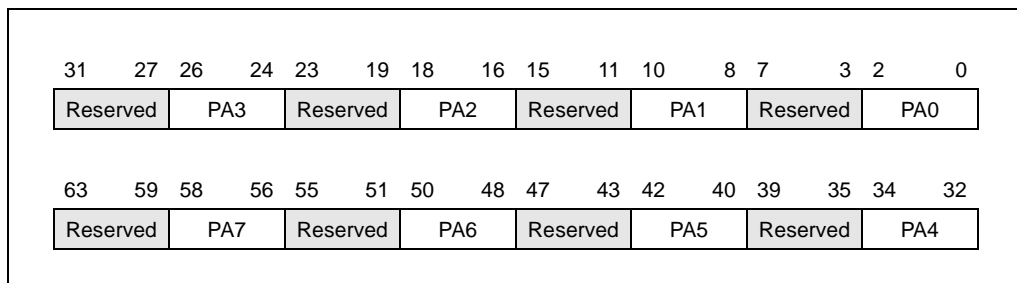 31 27 26 24 23 19 18 16 15 11 10 8 7 3 2 0
Reserved PA3 Reserved PA2 Reserved PA1 Reserved PA0
63 59 58 56 55 51 50 48 47 43 42 40 39 35 34 32
Reserved PA7 Reserved PA6 Reserved PA5 Reserved PA4